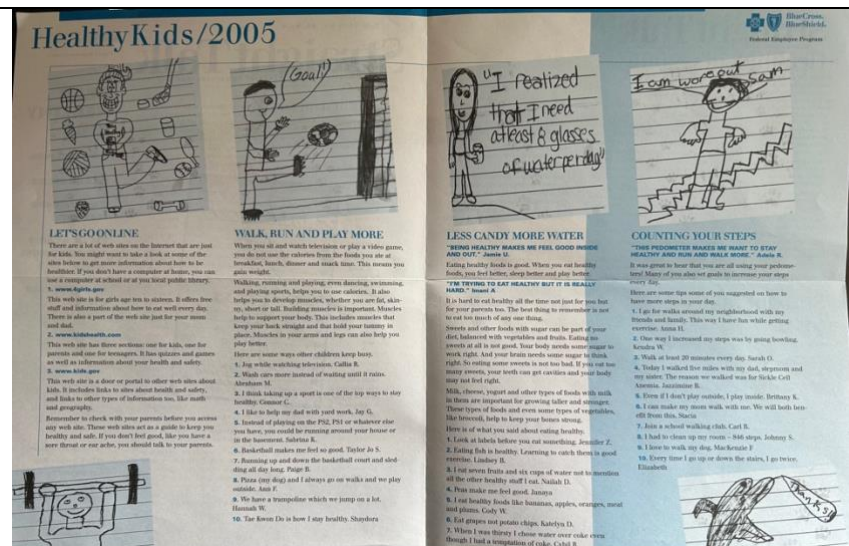 HealthyKids/2005
BlueCross.
BlueShield.
Federal Employee Program
(Goal!)
"I realized
that I need
atleast 8 glasses
of water perday"
I am woreout
Sam
LET'S GO ONLINE
There are a lot of web sites on the Internet that are just
for kids. You might want to take a look at some of the
sites below to get more information about how to be
healthier. If you don't have a computer at home, you can
use a computer at school or at you local public library.
1. www.4girls.gov
This web site is for girls age ten to sixteen. It offers free
stuff and information about how to eat well every day.
There is also a part of the web site just for your mom
and dad.
2. www.kidshealth.com
This web site has three sections: one for kids, one for
parents and one for teenagers. It has quizzes and games
as well as information about your health and safety.
3. www.kids.gov
This web site is a door or portal to other web sites about
kids. It includes links to sites about health and safety,
and links to other types of information too, like math
and geography.
Remember to check with your parents before you access
any web site. These web sites act as a guide to keep you
healthy and safe. If you don't feel good, like you have a
sore throat or ear ache, you should talk to your parents.
WALK, RUN AND PLAY MORE
When you sit and watch television or play a video game,
you do not use the calories from the foods you ate at
breakfast, lunch, dinner and snack time. This means you
gain weight.
Walking, running and playing, even dancing, swimming,
and playing sports, helps you to use calories. It also
helps you to develop muscles, whether you are fat, skin-
ny, short or tall. Building muscles is important. Muscles
help to support your body. This includes muscles that
keep your back straight and that hold your tummy in
place. Muscles in your arms and legs can also help you
play better.
Here are some ways other children keep busy.
1. Jog while watching television. Callie B.
2. Wash cars more instead of waiting until it rains.
Abraham M.
3. I think taking up a sport is one of the top ways to stay
healthy. Connor G.
4. I like to help my dad with yard work, Jay G.
5. Instead of playing on the PS2, PS1 or whatever else
you have, you could be running around your house or
in the basement. Sabrina K.
6. Basketball makes me feel so good. Taylor Jo S.
7. Running up and down the basketball court and sled-
ding all day long. Paige B.
8. Pizza (my dog) and I always go on walks and we play
outside. Ann F.
9. We have a trampoline which we jump on a lot.
Hannah W.
10. Tae Kwon Do is how I stay healthy. Shaydora
LESS CANDY MORE WATER
"BEING HEALTHY MAKES ME FEEL GOOD INSIDE
AND OUT." Jamie U.
Eating healthy foods is good. When you eat healthy
foods, you feel better, sleep better and play better.
"I'M TRYING TO EAT HEALTHY BUT IT IS REALLY
HARD." Imani A
It is hard to eat healthy all the time not just for you but
for your parents too. The best thing to remember is not
to eat too much of any one thing.
Sweets and other foods with sugar can be part of your
diet, balanced with vegetables and fruits. Eating no
sweets at all is not good. Your body needs some sugar to
work right. And your brain needs some sugar to think
right. So eating some sweets is not too bad. If you eat too
many sweets, your teeth can get cavities and your body
may not feel right.
Milk, cheese, yogurt and other types of foods with milk
in them are important for growing taller and stronger.
These types of foods and even some types of vegetables,
like broccoli, help to keep your bones strong.
Here is of what you said about eating healthy.
1. Look at labels before you eat something. Jennifer Z.
2. Eating fish is healthy. Learning to catch them is good
exercise. Lindsey B.
3. I eat seven fruits and six cups of water not to mention
all the other healthy stuff I eat. Nailah D.
4. Peas make me feel good. Janaya
5. I eat healthy foods like bananas, apples, oranges, meat
and plums. Cody W.
6. Eat grapes not potato chips. Katelyn D.
7. When I was thirsty I chose water over coke even
though I had a temptation of coke.
COUNTING YOUR STEPS
"THIS PEDOMETER MAKES ME WANT TO STAY
HEALTHY AND RUN AND WALK MORE." Adele R.
It was great to hear that you are all using your pedome-
ters! Many of you also set goals to increase your steps
every day.
Here are some tips some of you suggested on how to
have more steps in your day.
1. I go for walks around my neighborhood with my
friends and family. This way I have fun while getting
exercise. Anna H.
2. One way I increased my steps was by going bowling.
Kendra W.
3. Walk at least 20 minutes every day. Sarah O.
4. Today I walked five miles with my dad, stepmom and
my sister. The reason we walked was for Sickle Cell
Anemia. Jazzimine B.
5. Even if I don't play outside, I play inside. Brittany K.
6. I can make my mom walk with me. We will both ben-
efit from this, Nacia
7. Join a school walking club. Carl B.
8. I had to clean up my room – 846 steps. Johnny S.
9. I love to walk my dog. MacKenzie F
10. Every time I go up or down the stairs, I go twice.
Elizabeth
Thanks!